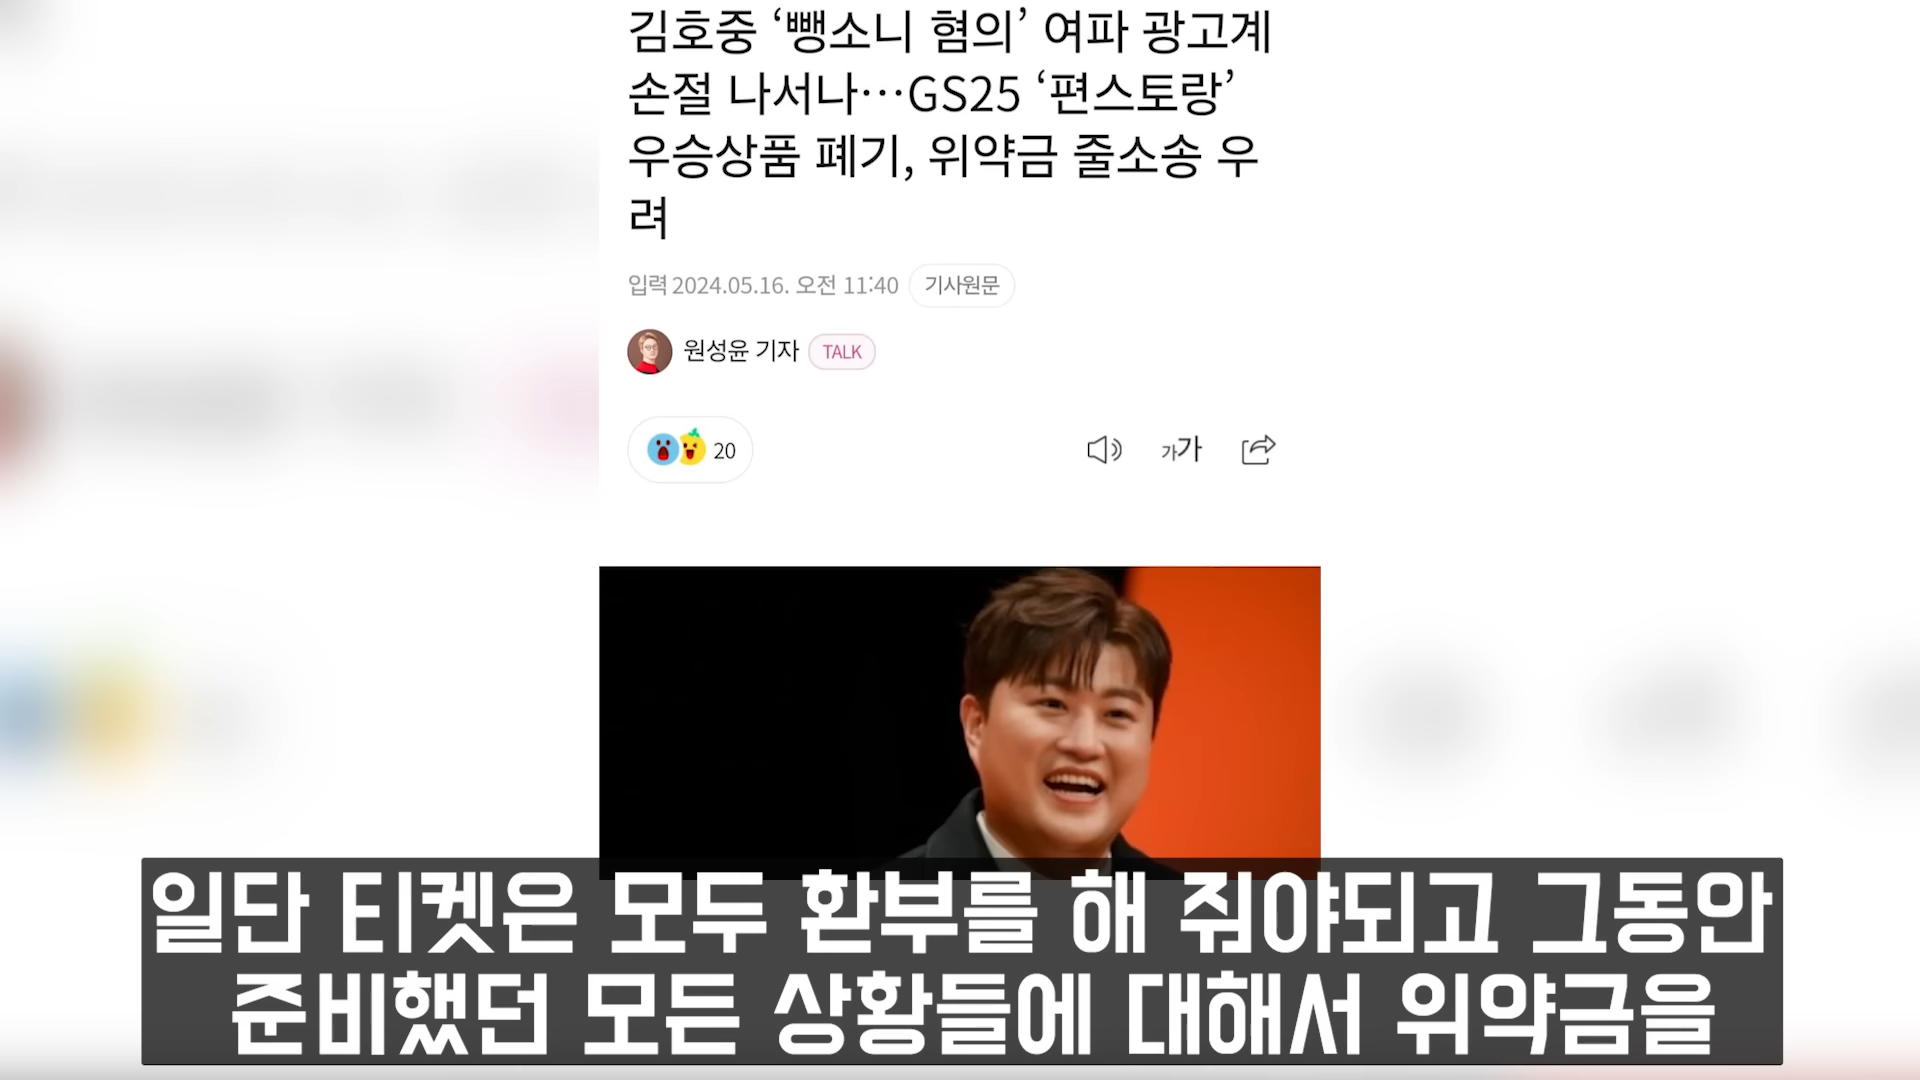 김호중 ‘뺑소니 혐의’ 여파 광고계
손절 나서나…GS25 ‘편스토랑’
우승상품 폐기, 위약금 줄소송 우
려
입력 2024.05.16. 오전 11:40 기사원문
원성윤 기자 TALK
20 가가
일단 티켓은 모두 환부를 해 줘야되고 그동안
준비했던 모든 상황들에 대해서 위약금을